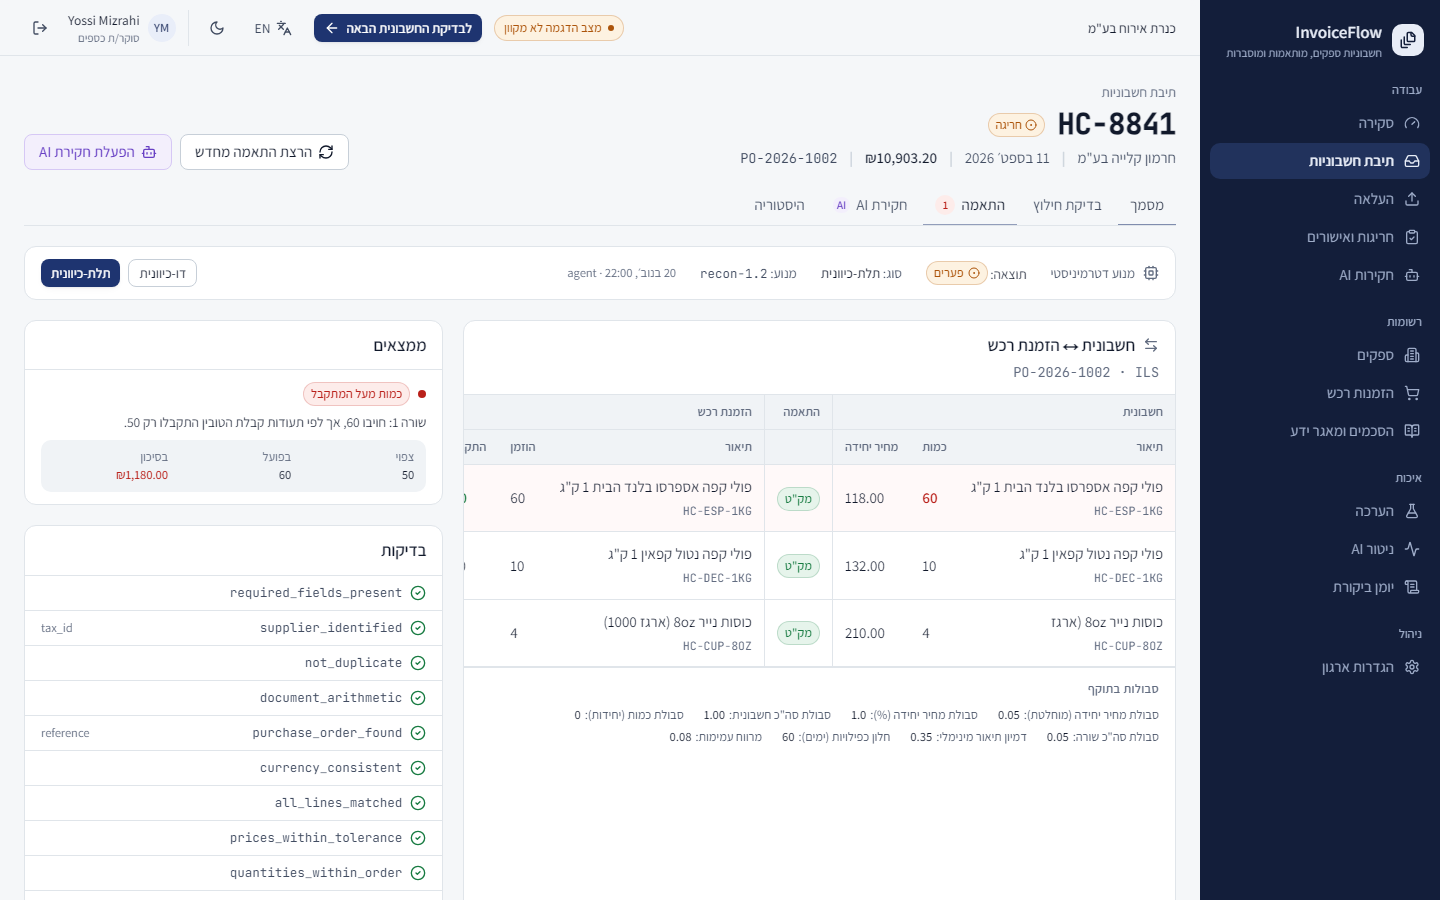 InvoiceFlow
חשבוניות ספקים, מותאמות ומוסברות
עבודה
סקירה
תיבת חשבוניות
העלאה
חריגות ואישורים
חקירות AI
רשומות
ספקים
הזמנות רכש
הסכמים ומאגר ידע
איכות
הערכה
ניטור AI
יומן ביקורת
ניהול
הגדרות ארגון
כנרת אירוח בע"מ
מצב הדגמה לא מקוון
לבדיקת החשבונית הבאה
EN
YM
Yossi Mizrahi
סוקר/ת כספים
תיבת חשבוניות
HC-8841
חריגה
חרמון קלייה בע"מ | 11 בספט׳ 2026 | ₪10,903.20 | PO-2026-1002
הרצת התאמה מחדש
הפעלת חקירת AI
מסמך
בדיקת חילוץ
התאמה 1
חקירת AI AI
היסטוריה
מנוע דטרמיניסטי
תוצאה: פערים
סוג: תלת-כיוונית
מנוע: recon-1.2
20 בנוב׳, 22:00 · agent
דו-כיוונית
תלת-כיוונית
חשבונית ↔ הזמנת רכש
PO-2026-1002 · ILS
חשבונית התאמה הזמנת רכש
תיאור כמות מחיר יחידה תיאור הוזמן
פולי קפה אספרסו בלנד הבית 1 ק"ג 60 118.00 מק"ט פולי קפה אספרסו בלנד הבית 1 ק"ג 60
HC-ESP-1KG HC-ESP-1KG
פולי קפה נטול קפאין 1 ק"ג 10 132.00 מק"ט פולי קפה נטול קפאין 1 ק"ג 10
HC-DEC-1KG HC-DEC-1KG
כוסות נייר 8oz (ארגז 4 210.00 מק"ט כוסות נייר 8oz (ארגז 1000) 4
HC-CUP-8OZ HC-CUP-8OZ
סבולות בתוקף
סבולת מחיר יחידה (מוחלטת): 0.05 סבולת מחיר יחידה (%): 1.0 סבולת סה"כ חשבונית: 1.00 סבולת כמות (יחידות): 0
סבולת סה"כ שורה: 0.05 דמיון תיאור מינימלי: 0.35 חלון כפילויות (ימים): 60 מרווח עמימות: 0.08
ממצאים
כמות מעל המתקבל
שורה 1: חויבו 60, אך לפי תעודות קבלת הטובין התקבלו רק 50.
צפוי בפועל בסיכון
50 60 ₪1,180.00
בדיקות
required_fields_present
supplier_identified tax_id
not_duplicate
document_arithmetic
purchase_order_found reference
currency_consistent
all_lines_matched
prices_within_tolerance
quantities_within_order